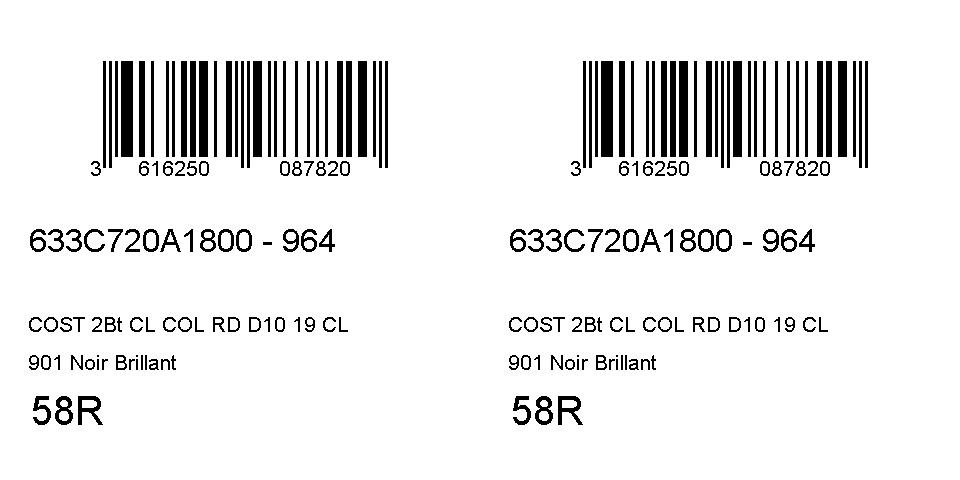 3 616250 087820
633C720A1800 - 964
COST 2Bt CL COL RD D10 19 CL
901 Noir Brillant
58R
3 616250 087820
633C720A1800 - 964
COST 2Bt CL COL RD D10 19 CL
901 Noir Brillant
58R